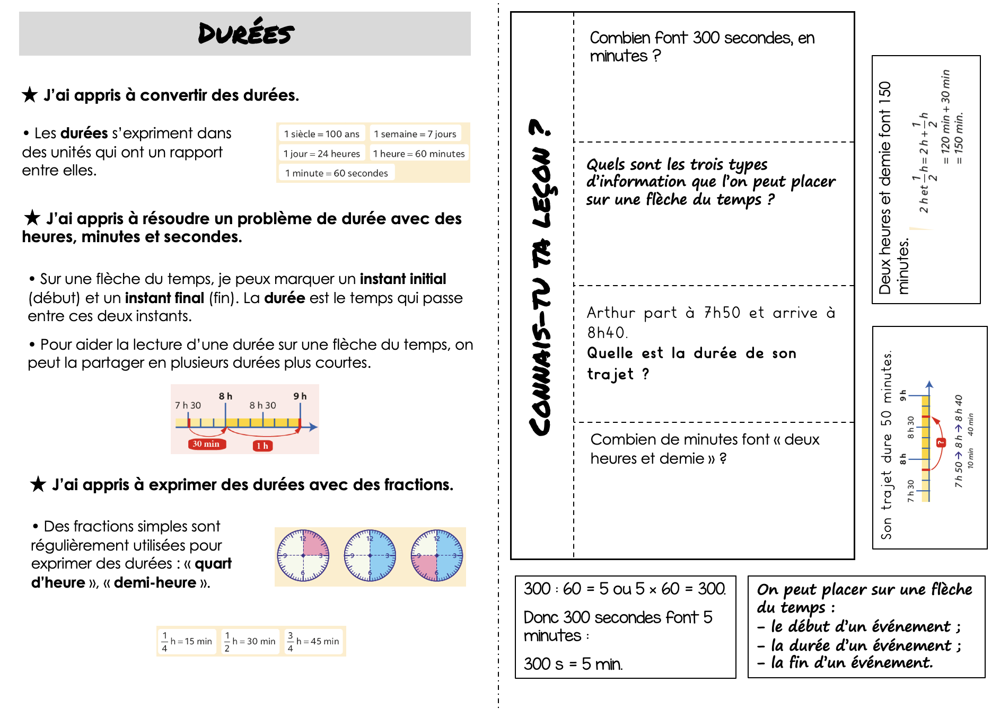 DURÉES
★ J'ai appris à convertir des durées.
• Les durées s'expriment dans
des unités qui ont un rapport
entre elles.
1 siècle = 100 ans
1 semaine = 7 jours
1 jour = 24 heures
1 heure = 60 minutes
1 minute = 60 secondes
★ J'ai appris à résoudre un problème de durée avec des
heures, minutes et secondes.
• Sur une flèche du temps, je peux marquer un instant initial
(début) et un instant final (fin). La durée est le temps qui passe
entre ces deux instants.
• Pour aider la lecture d'une durée sur une flèche du temps, on
peut la partager en plusieurs durées plus courtes.
8 h 9 h
7 h 30 8 h 30
30 min 1 h
★ J'ai appris à exprimer des durées avec des fractions.
• Des fractions simples sont
régulièrement utilisées pour
exprimer des durées : « quart
d'heure », « demi-heure ».
12 3 6 9
12 3 6 9
12 3 6 9
1/4 h = 15 min
1/2 h = 30 min
3/4 h = 45 min
CONNAIS-TU TA LEÇON ?
Combien font 300 secondes, en
minutes ?
Quels sont les trois types
d'information que l'on peut placer
sur une flèche du temps ?
Arthur part à 7h50 et arrive à
8h40.
Quelle est la durée de son
trajet ?
Combien de minutes font « deux
heures et demie » ?
Deux heures et demie font 150
minutes.
2 h et 1/2 h = 2 h + 1/2 h
= 120 min + 30 min
= 150 min.
Son trajet dure 50 minutes.
7 h 30 8 h 8 h 30 9 h
?
7 h 50 → 8 h → 8 h 40
10 min 40 min
300 : 60 = 5 ou 5 × 60 = 300.
Donc 300 secondes font 5
minutes :
300 s = 5 min.
On peut placer sur une flèche
du temps :
– le début d'un événement ;
– la durée d'un événement ;
– la fin d'un événement.